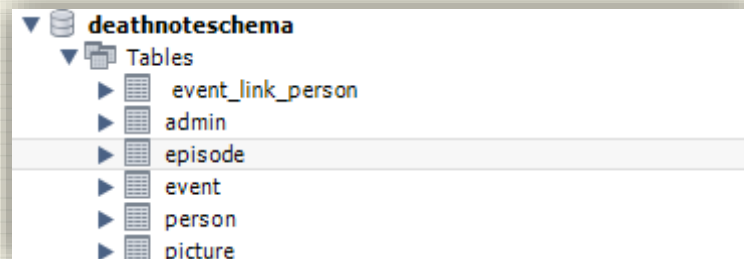 deathnoteschema
Tables
event_link_person
admin
episode
event
person
picture